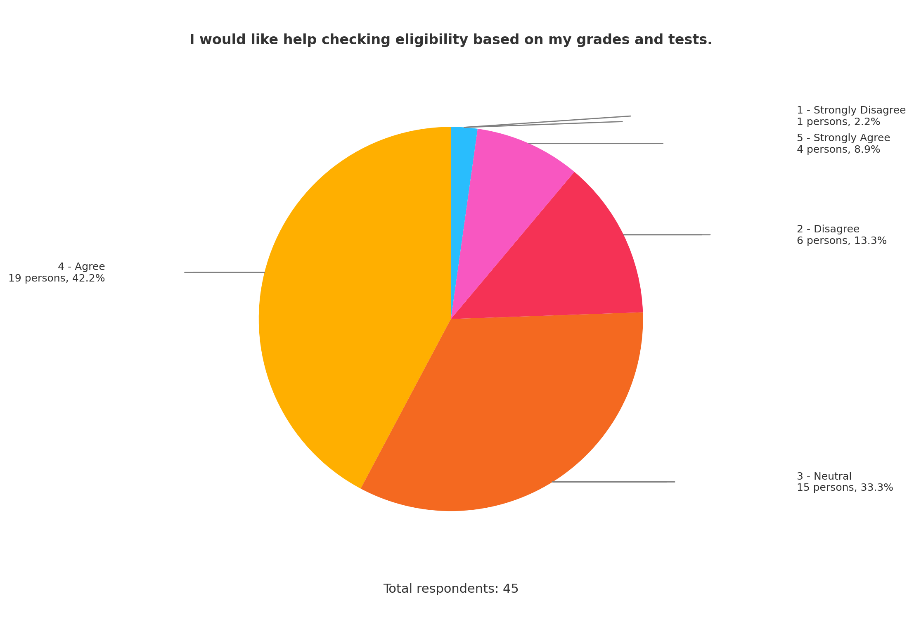 I would like help checking eligibility based on my grades and tests.
1 - Strongly Disagree
1 persons, 2.2%
5 - Strongly Agree
4 persons, 8.9%
2 - Disagree
6 persons, 13.3%
4 - Agree
19 persons, 42.2%
3 - Neutral
15 persons, 33.3%
Total respondents: 45